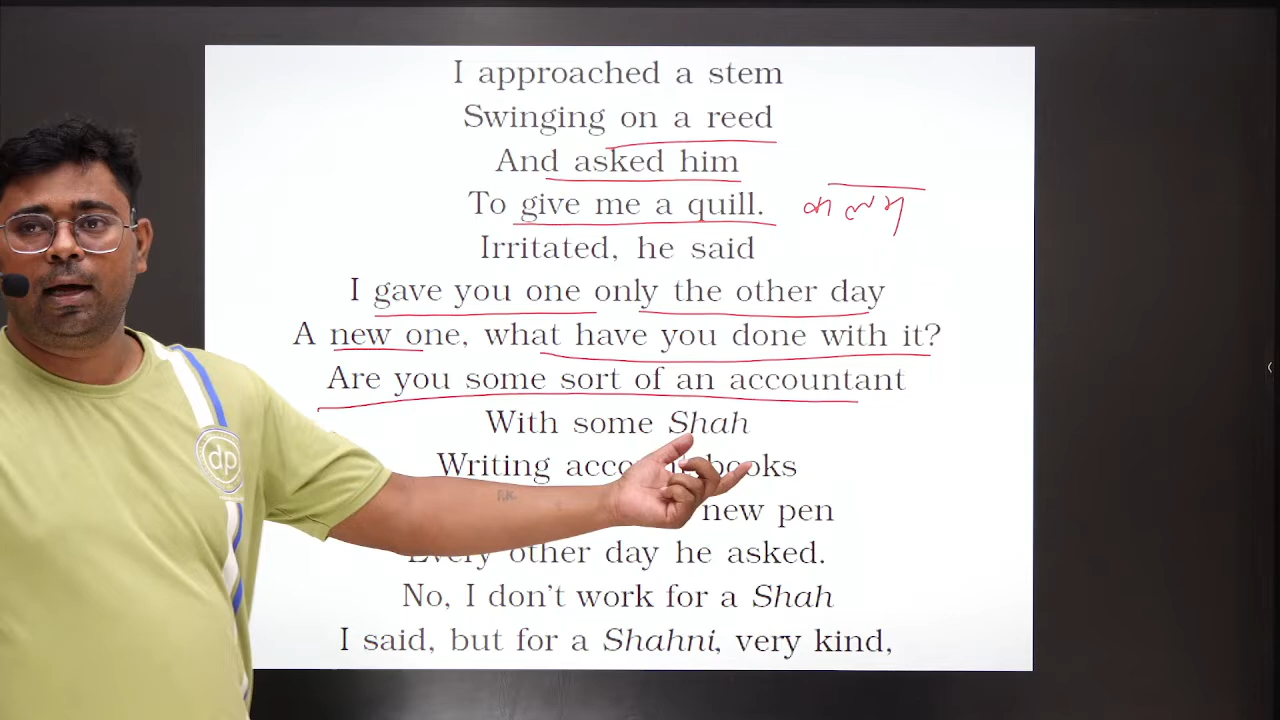 I approached a stem
Swinging on a reed
And asked him
To give me a quill. कलम
Irritated, he said
I gave you one only the other day
A new one, what have you done with it?
Are you some sort of an accountant
With some Shah
Writing books
new pen
Every other day he asked.
No, I don't work for a Shah
I said, but for a Shahni, very kind,
dp